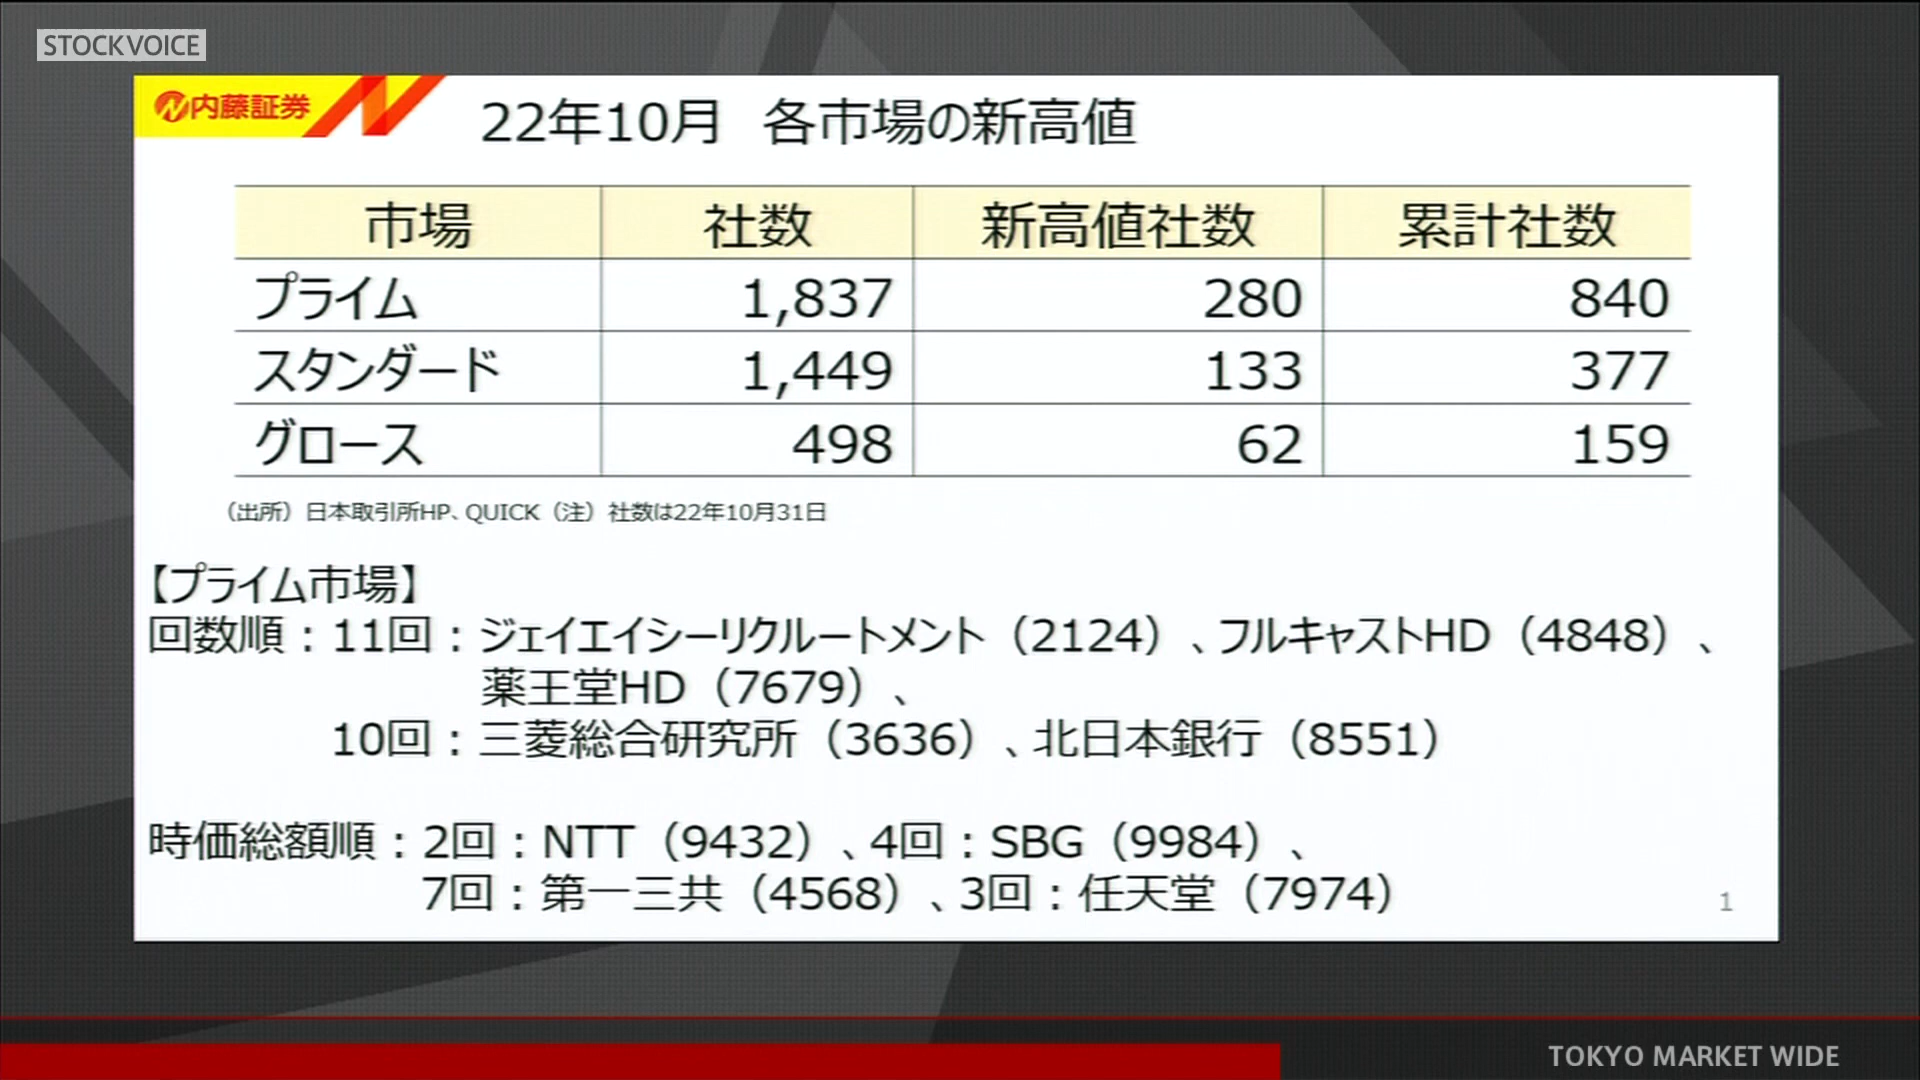 STOCKVOICE
内藤証券
22年10月 各市場の新高値
市場 社数 新高値社数 累計社数
プライム 1,837 280 840
スタンダード 1,449 133 377
グロース 498 62 159
（出所）日本取引所HP、QUICK（注）社数は22年10月31日
【プライム市場】
回数順：11回：ジェイエイシーリクルートメント（2124）、フルキャストHD（4848）、
薬王堂HD（7679）、
10回：三菱総合研究所（3636）、北日本銀行（8551）
時価総額順：2回：NTT（9432）、4回：SBG（9984）、
7回：第一三共（4568）、3回：任天堂（7974）
1
TOKYO MARKET WIDE